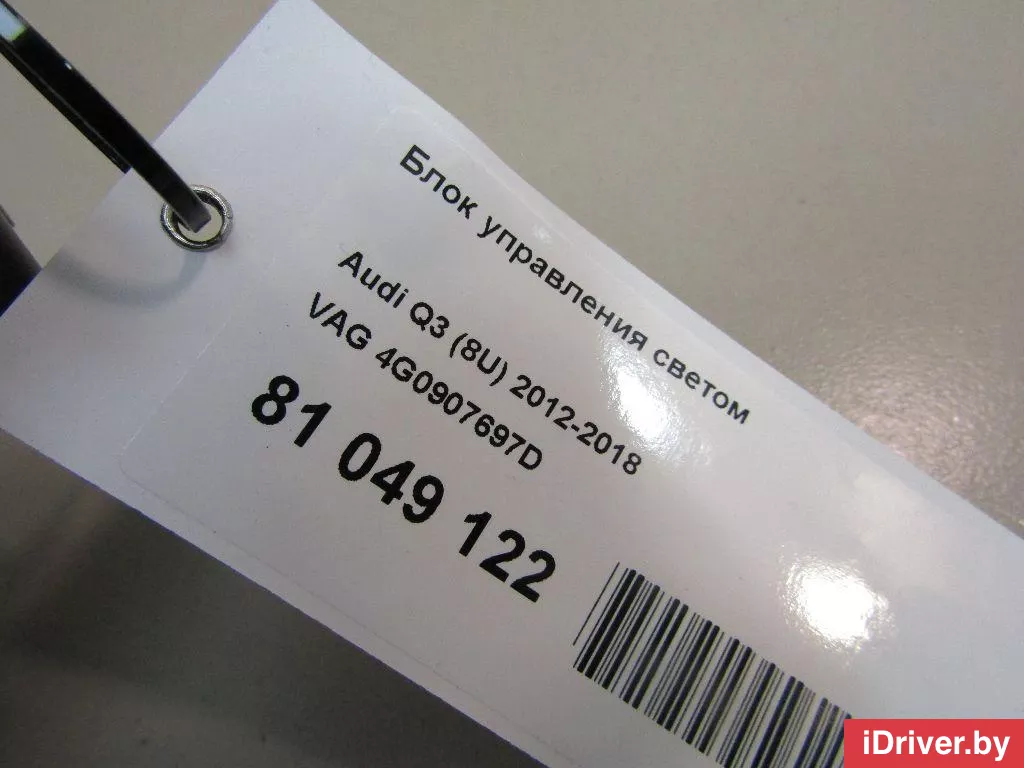 Блок управления светом
Audi Q3 (8U) 2012-2018
VAG 4G0907697D
81 049 122
iDriver.by